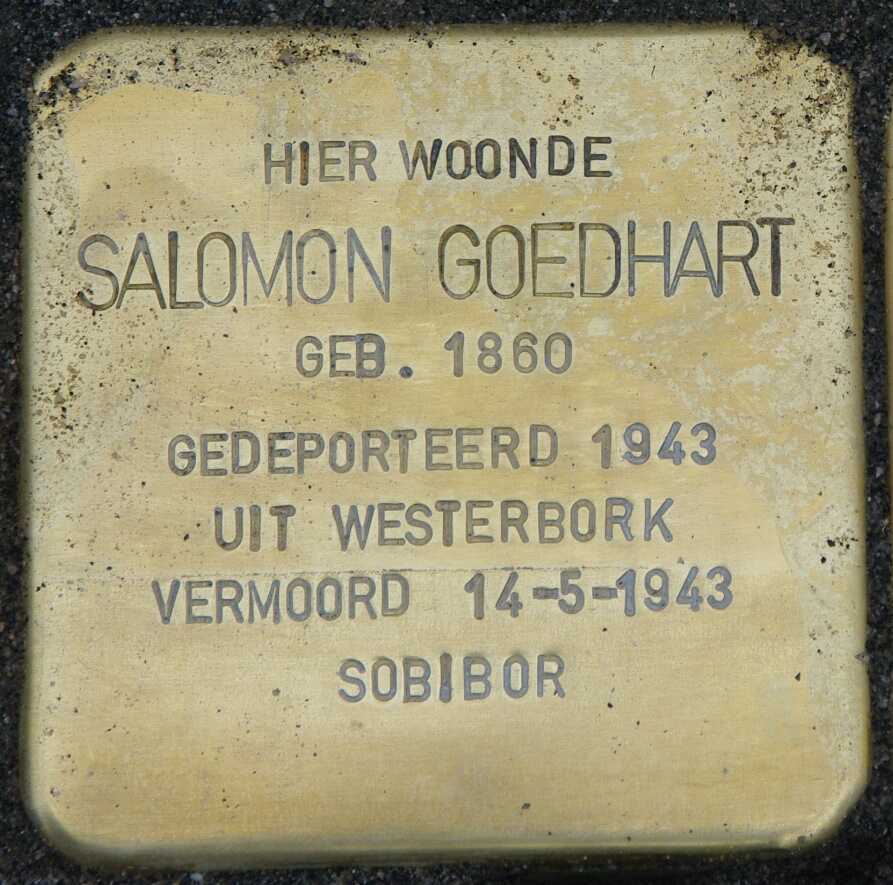 HIER WOONDE
SALOMON GOEDHART
GEB. 1860
GEDEPORTEERD 1943
UIT WESTERBORK
VERMOORD 14-5-1943
SOBIBOR